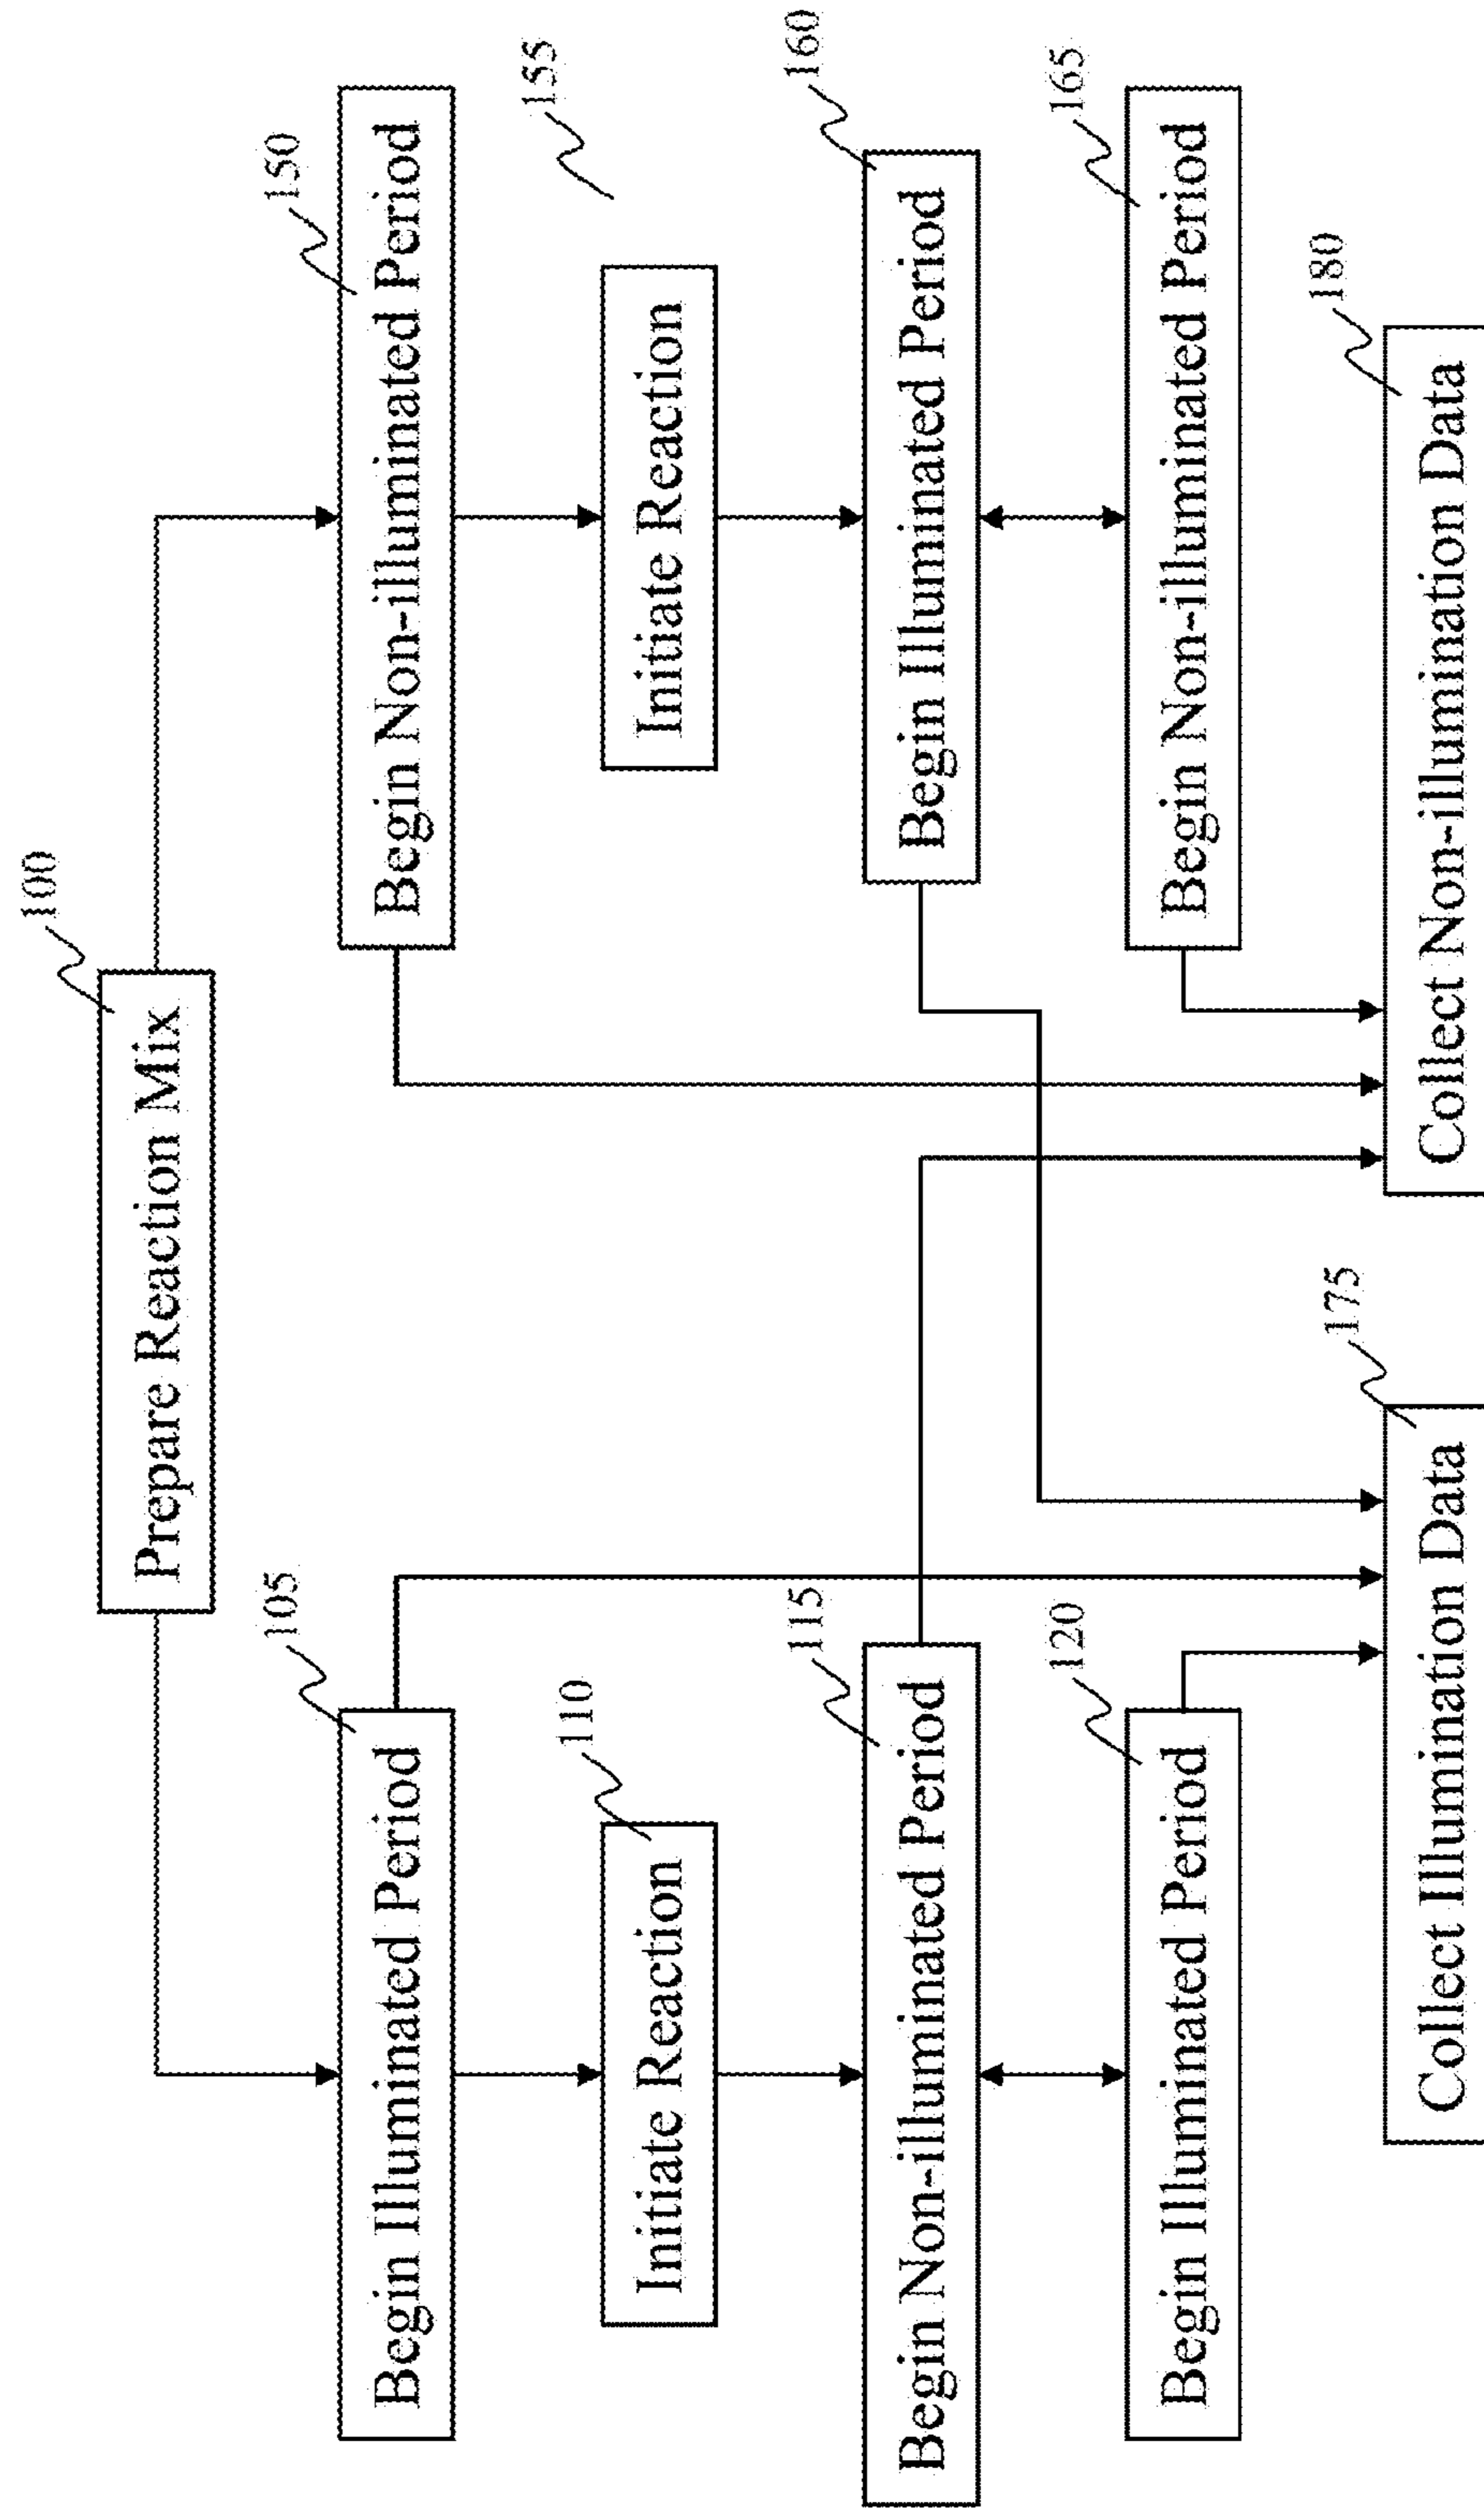 100
Prepare Reaction Mix
105
Begin Illuminated Period
150
Begin Non-illuminated Period
110
Initiate Reaction
155
Initiate Reaction
115
Begin Non-illuminated Period
160
Begin Illuminated Period
120
Begin Illuminated Period
165
Begin Non-illuminated Period
175
Collect Illumination Data
180
Collect Non-illumination Data